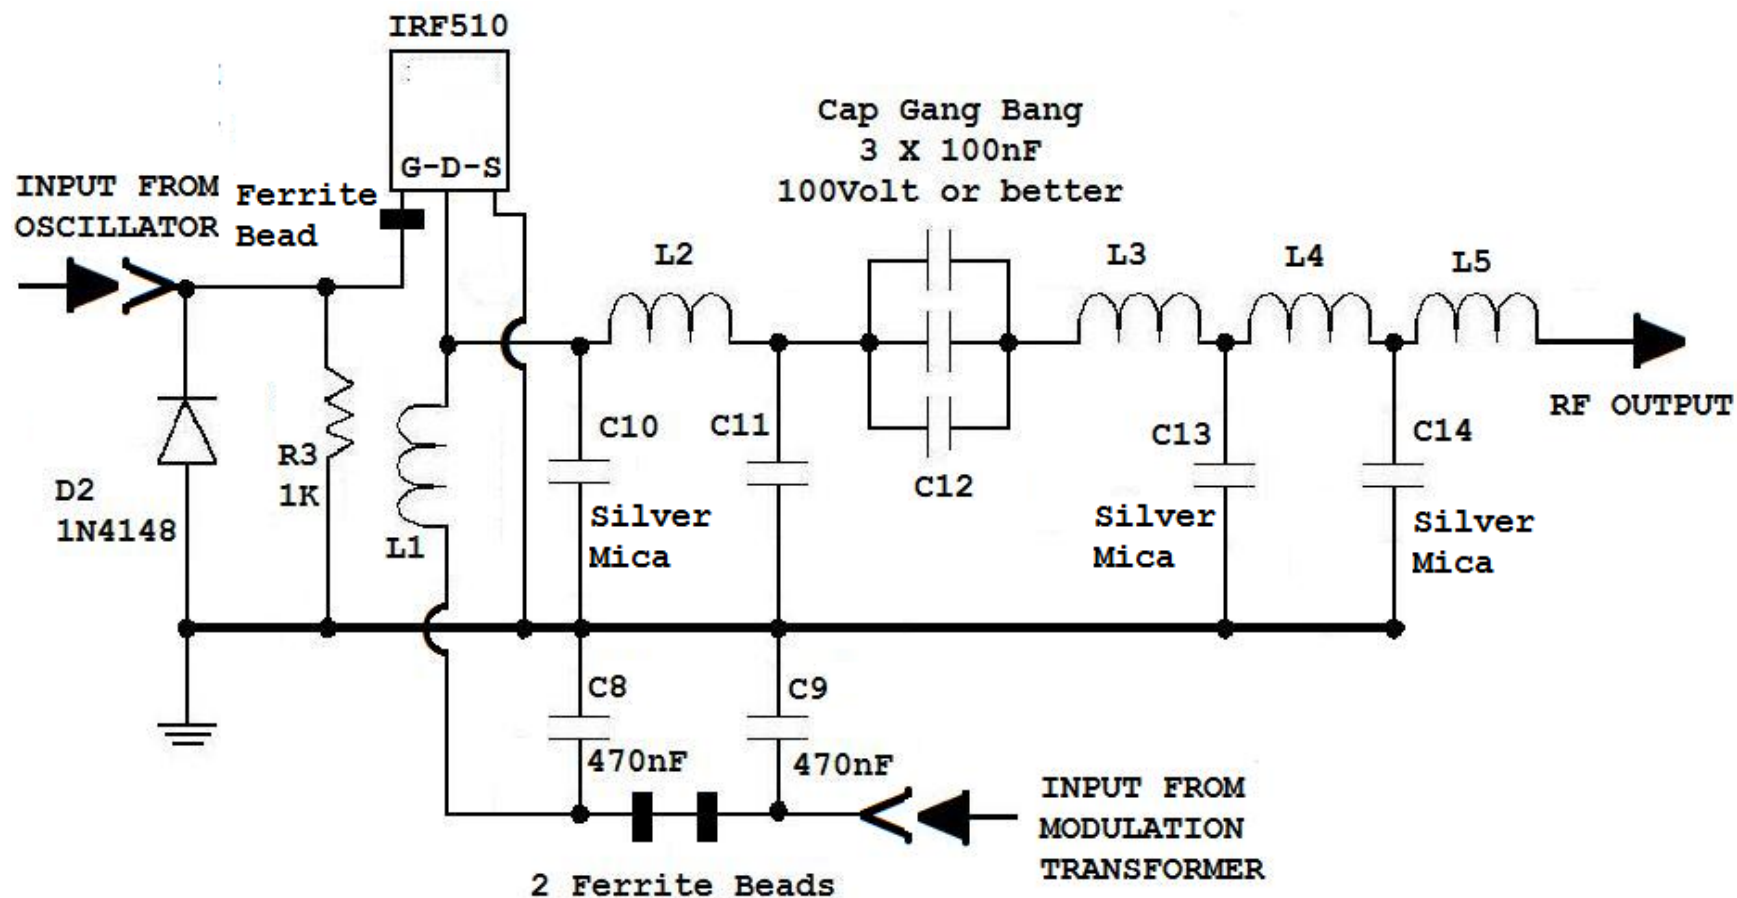 IRF510
G-D-S
Cap Gang Bang
3 X 100nF
100Volt or better
INPUT FROM
OSCILLATOR
Ferrite
Bead
L2
L3
L4
L5
RF OUTPUT
C10
C11
C12
C13
C14
R3
1K
D2
1N4148
L1
Silver
Mica
Silver
Mica
Silver
Mica
C8
C9
470nF
470nF
INPUT FROM
MODULATION
TRANSFORMER
2 Ferrite Beads